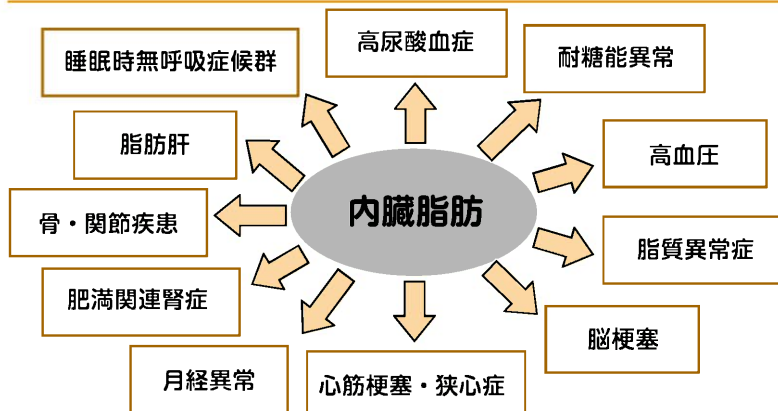 高尿酸血症
睡眠時無呼吸症候群
耐糖能異常
脂肪肝
高血圧
内臓脂肪
骨・関節疾患
脂質異常症
肥満関連腎症
脳梗塞
月経異常
心筋梗塞・狭心症